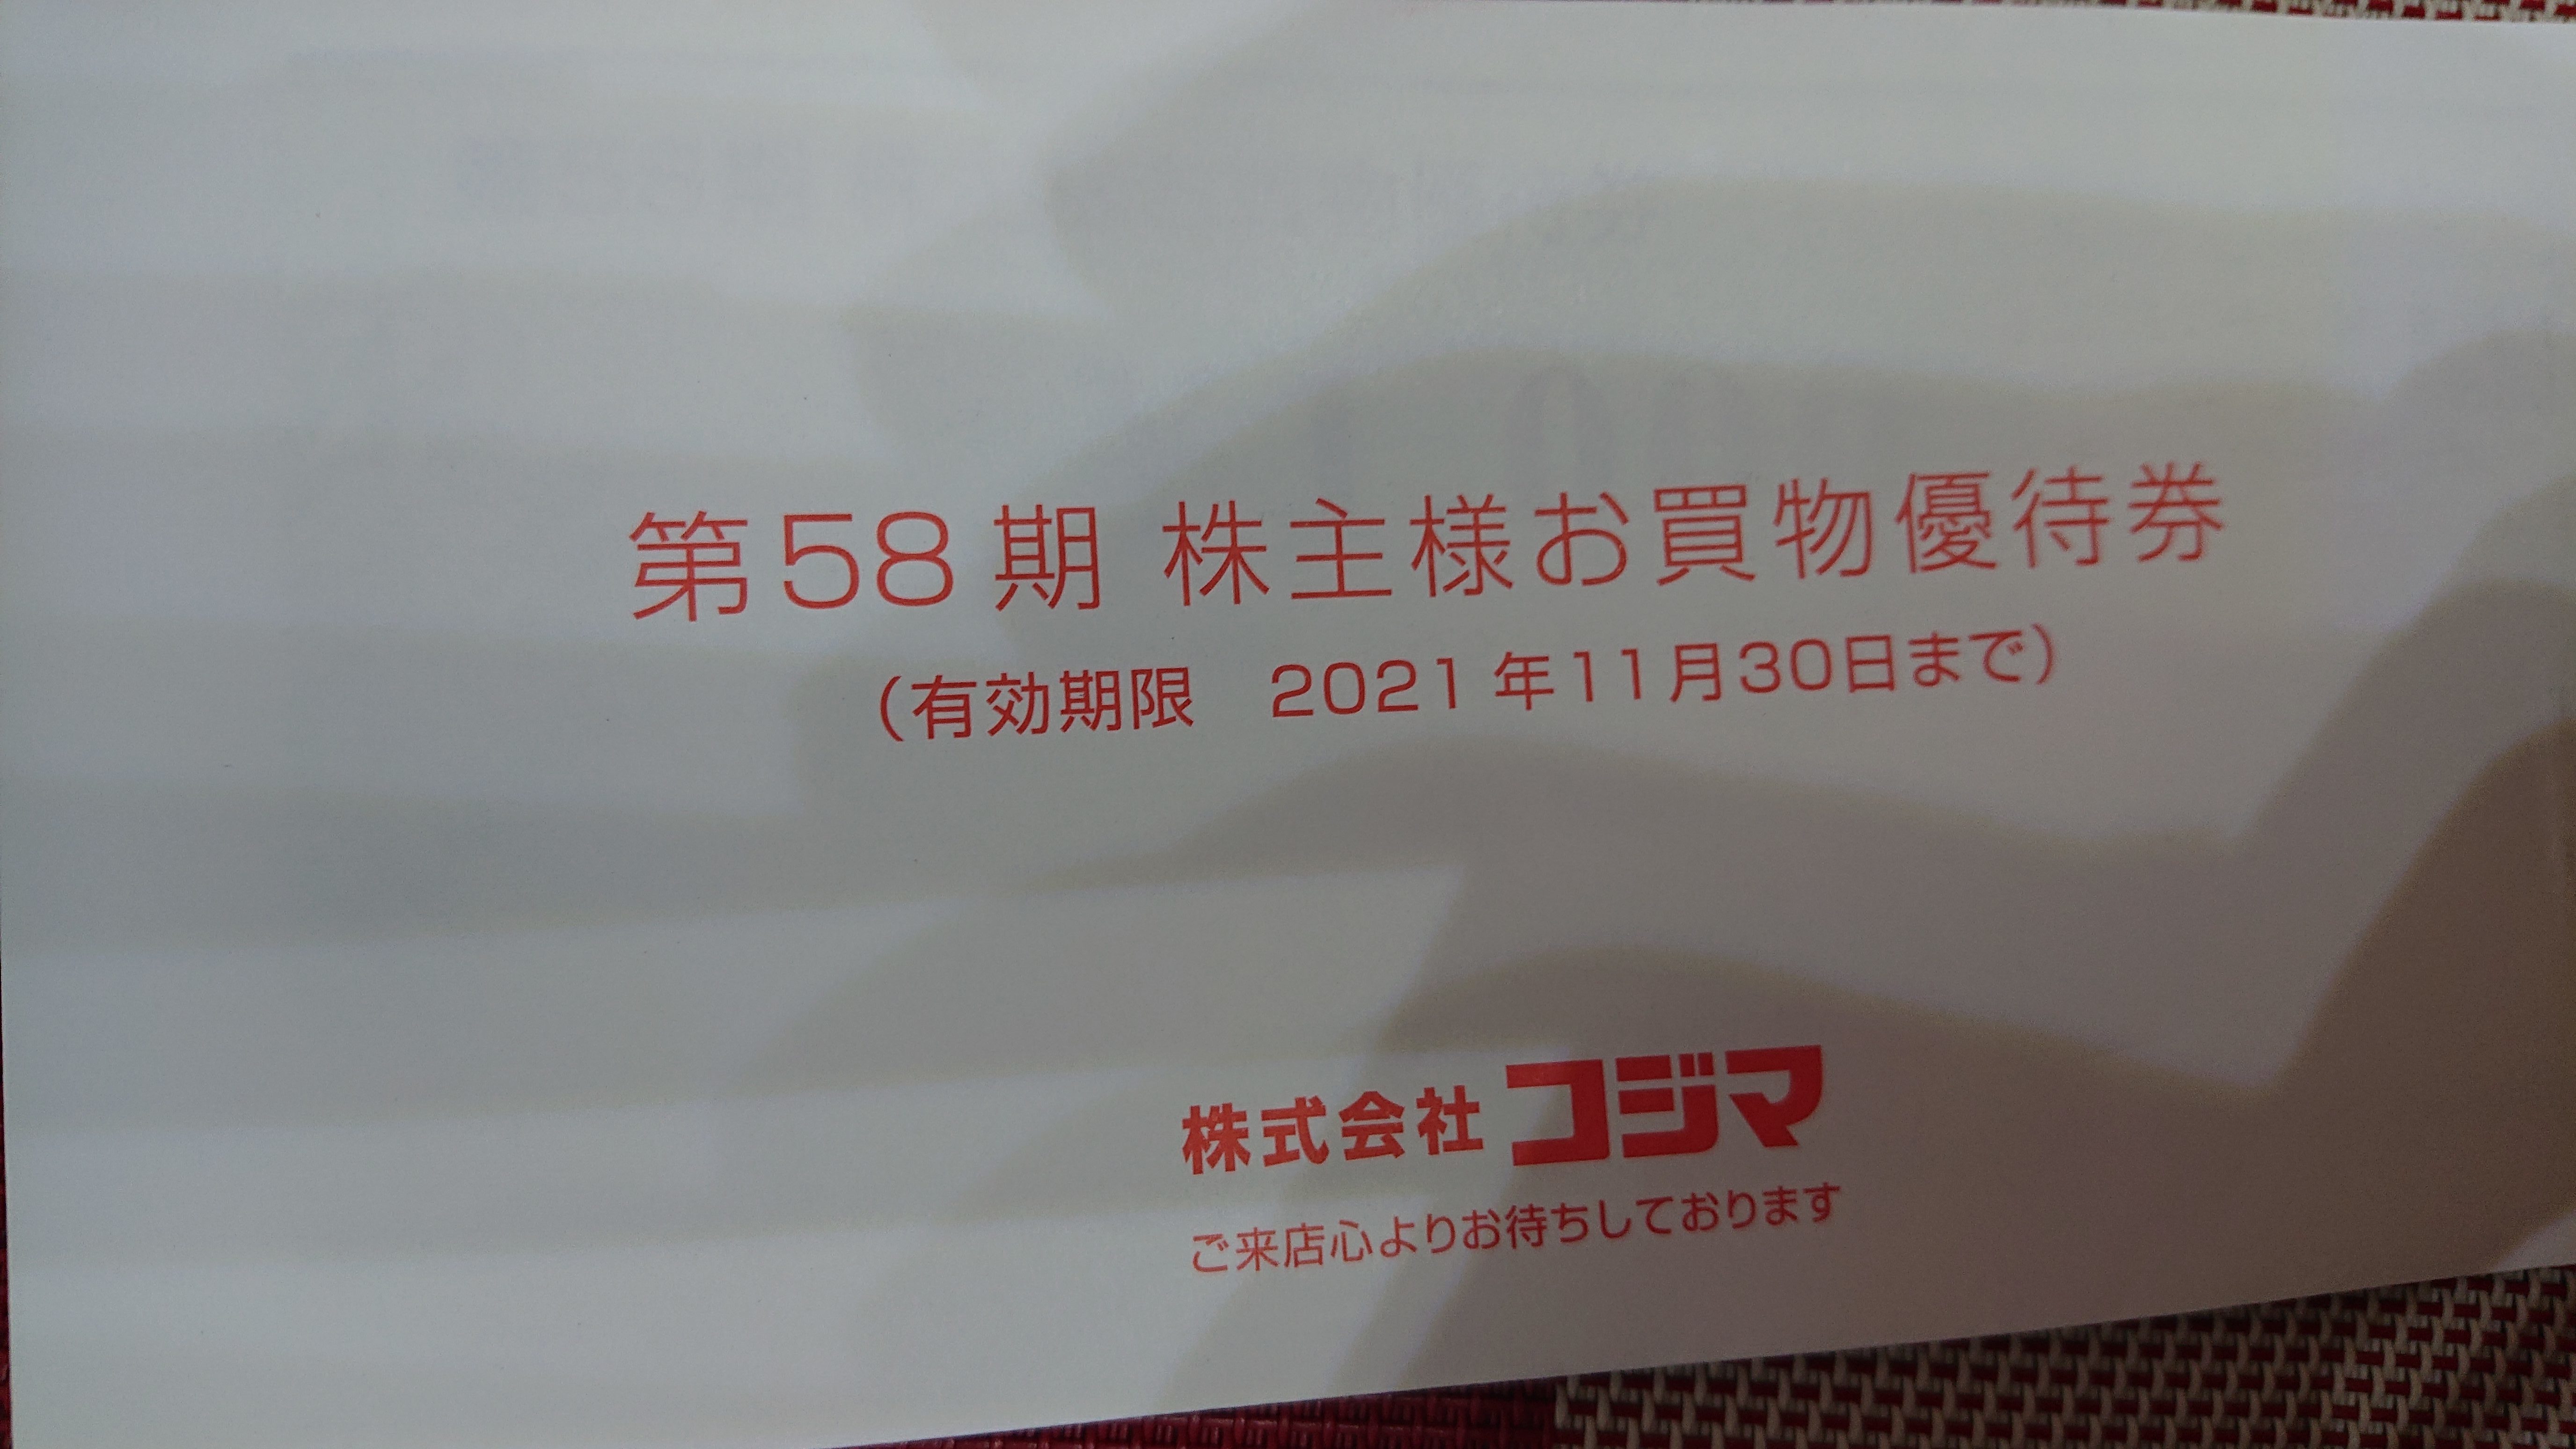 第58期 株主様お買物優待券
（有効期限　2021年11月30日まで）
株式会社コジマ
ご来店心よりお待ちしております